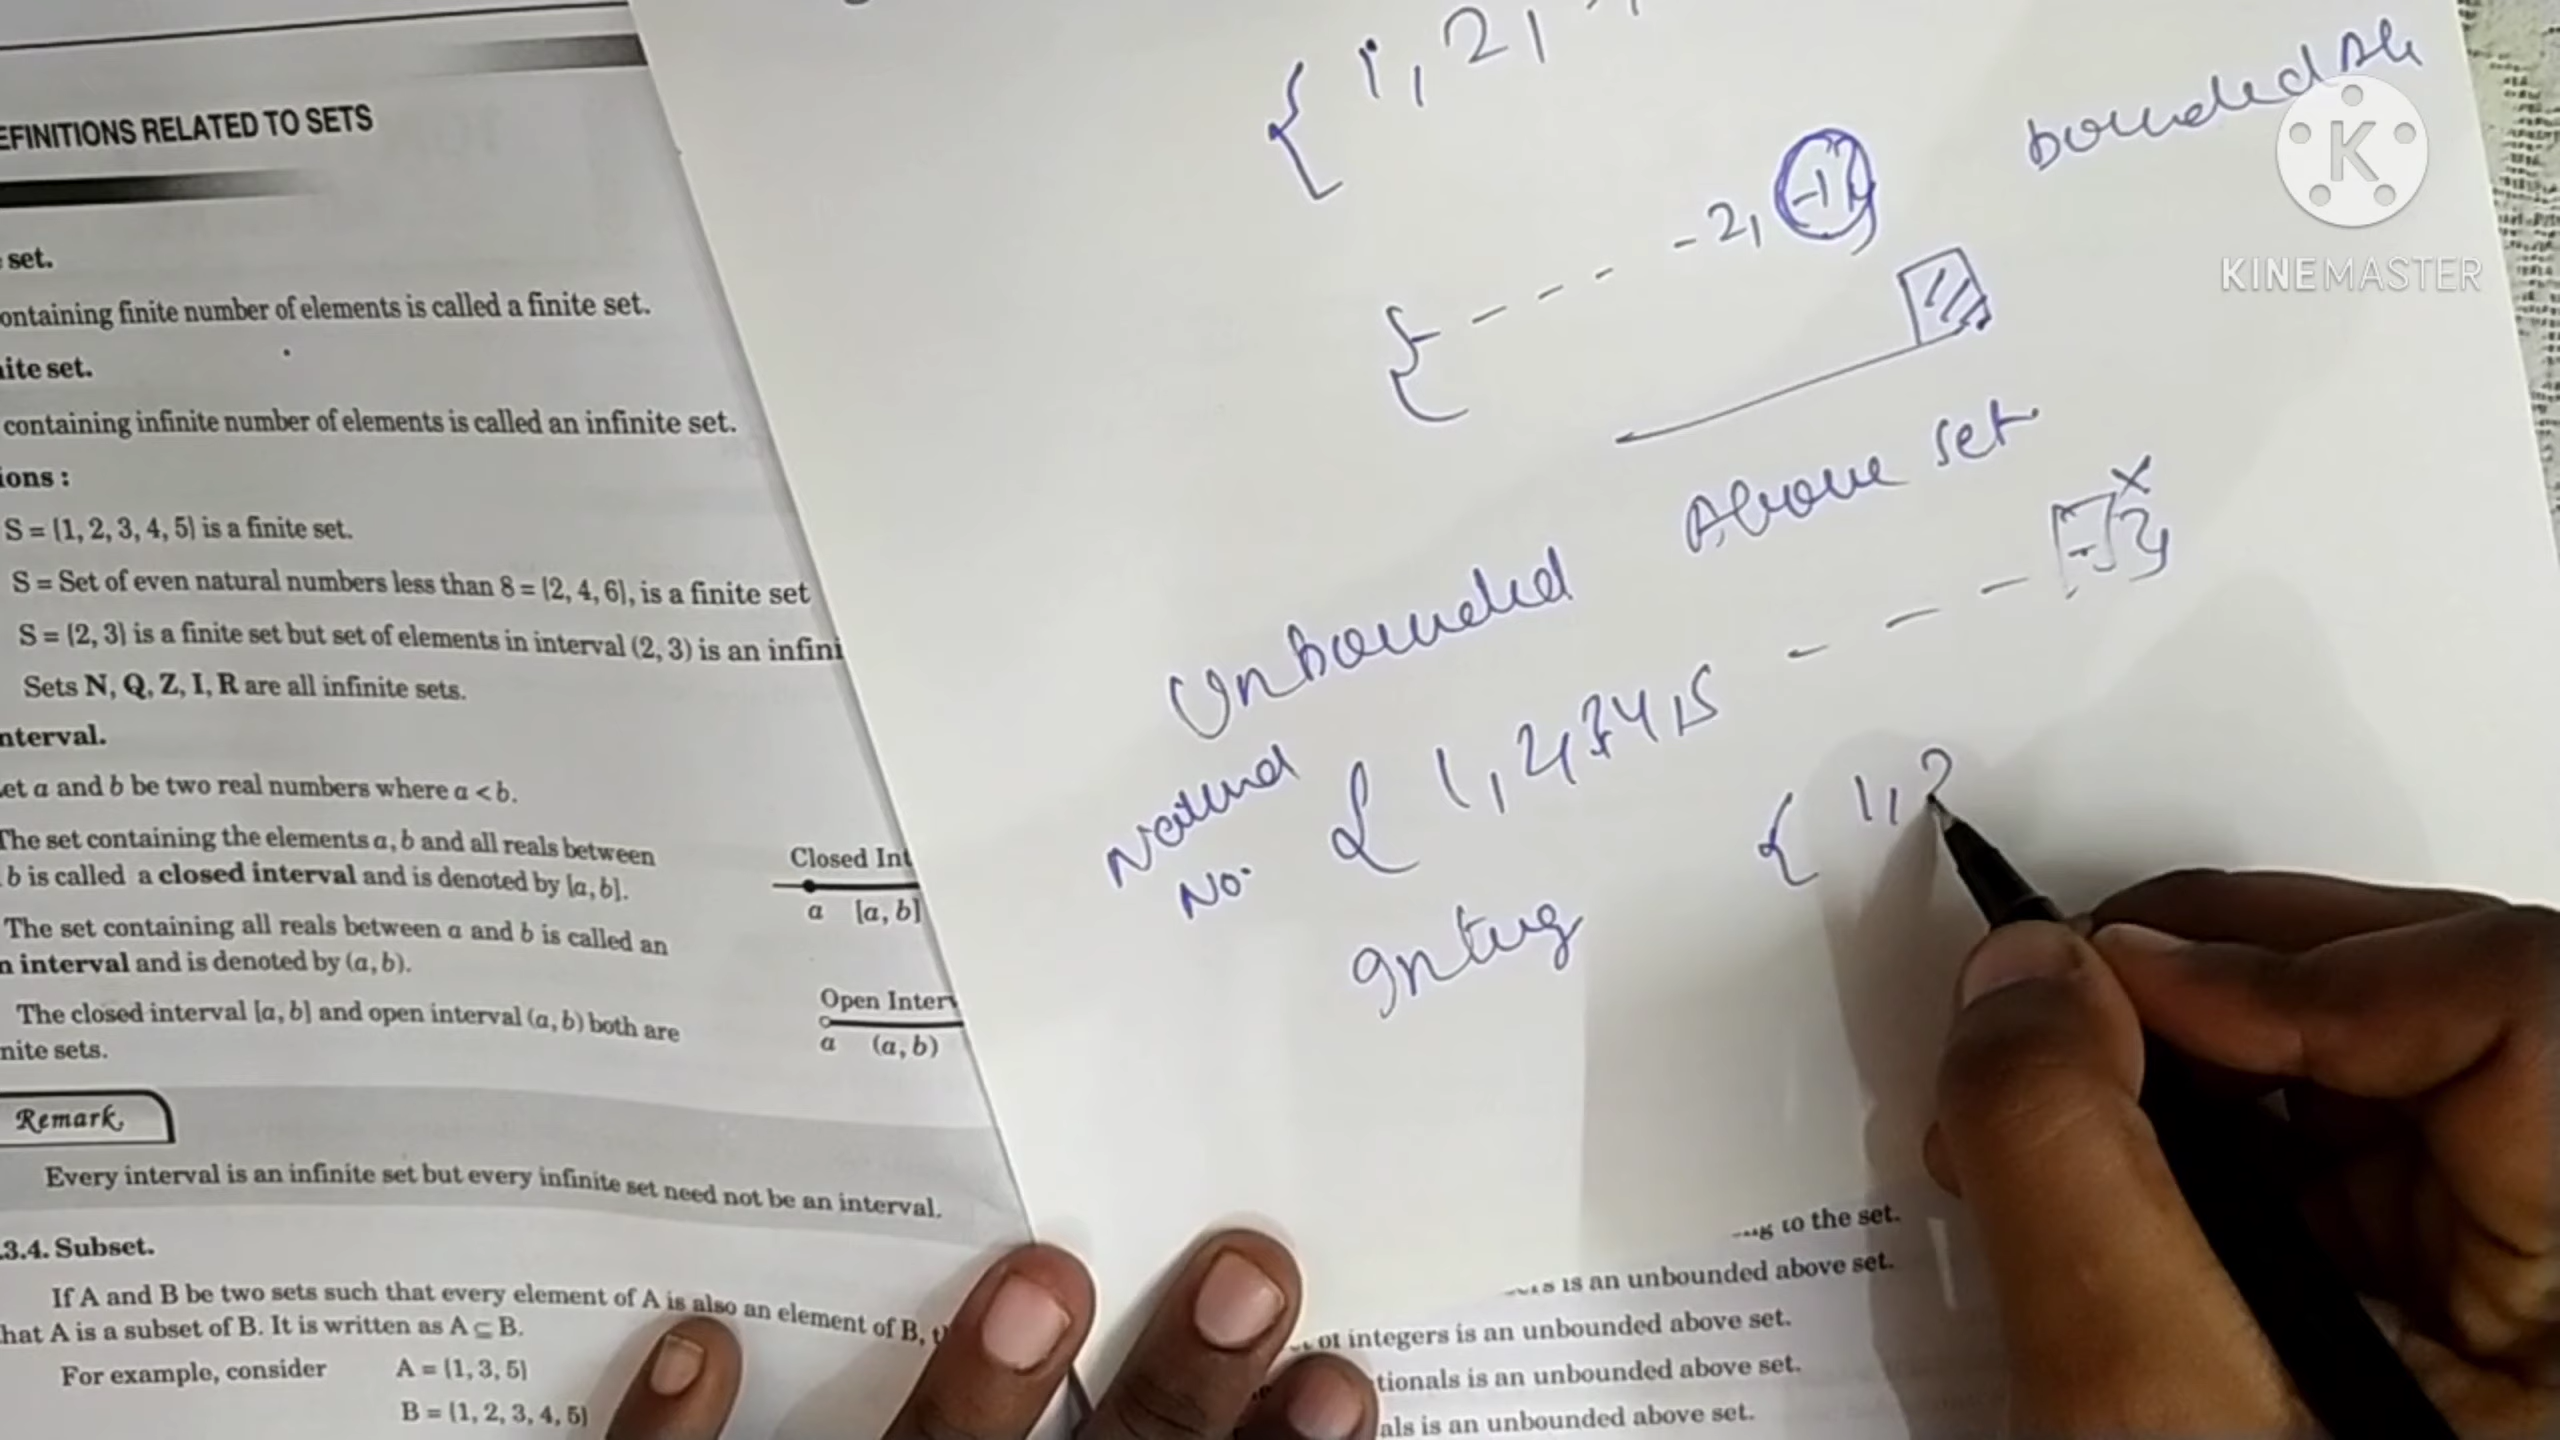 EFINITIONS RELATED TO SETS
set.
ontaining finite number of elements is called a finite set.
nite set.
containing infinite number of elements is called an infinite set.
ions :
S = {1, 2, 3, 4, 5} is a finite set.
S = Set of even natural numbers less than 8 = {2, 4, 6}, is a finite set
S = {2, 3} is a finite set but set of elements in interval (2, 3) is an infini
Sets N, Q, Z, I, R are all infinite sets.
nterval.
Let a and b be two real numbers where a < b.
The set containing the elements a, b and all reals between
b is called a closed interval and is denoted by [a, b].
The set containing all reals between a and b is called an
n interval and is denoted by (a, b).
The closed interval [a, b] and open interval (a, b) both are
nite sets.
Closed Int
a [a, b]
Open Interv
a (a, b)
Remark.
Every interval is an infinite set but every infinite set need not be an interval.
.3.4. Subset.
If A and B be two sets such that every element of A is also an element of B, t
hat A is a subset of B. It is written as A ⊆ B.
For example, consider A = {1, 3, 5}
B = {1, 2, 3, 4, 5}
{ 1, 2,
{ - - - -2, -1}
bounded
Unbounded Above set
Natural No. { 1, 2, 3, 4, 5 - - - }
Integ { 1, 2
to the set.
is an unbounded above set.
of integers is an unbounded above set.
tionals is an unbounded above set.
als is an unbounded above set.
K
KINEMASTER